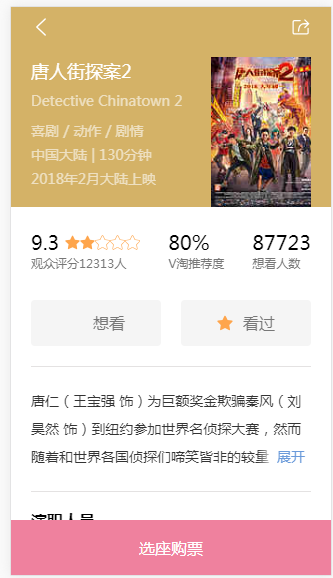 唐人街探案2
Detective Chinatown 2
喜剧 / 动作 / 剧情
中国大陆 | 130分钟
2018年2月大陆上映
唐人街探案2
9.3
观众评分12313人
80%
V淘推荐度
87723
想看人数
想看
看过
唐仁（王宝强 饰）为巨额奖金欺骗秦风（刘
昊然 饰）到纽约参加世界名侦探大赛，然而
随着和世界各国侦探们啼笑皆非的较量 展开
演职人员
选座购票